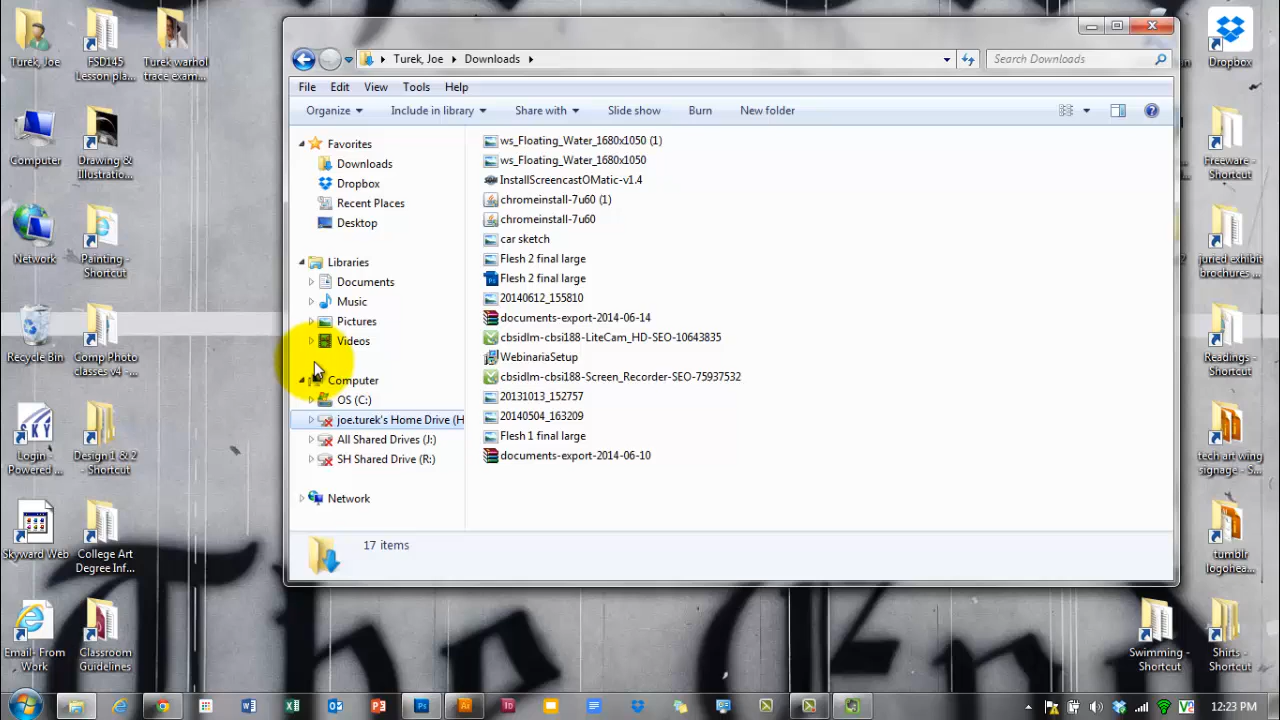 Turek, Joe
FSD145 Lesson pla...
Turek warhol trace exam...
Computer
Drawing & Illustratio...
Network
Painting - Shortcut
Recycle Bin
Comp Photo classes v4 -...
SKY
Login - Powered ...
Design1 & 2 - Shortcut
Skyward Web
College Art Degree Inf...
Email- From Work
Classroom Guidelines
Turek, Joe
Downloads
Search Downloads
File
Edit
View
Tools
Help
Organize
Include in library
Share with
Slide show
Burn
New folder
Favorites
Downloads
Dropbox
Recent Places
Desktop
Libraries
Documents
Music
Pictures
Videos
Computer
OS (C:)
joe.turek's Home Drive (H
All Shared Drives (J:)
SH Shared Drive (R:)
Network
ws_Floating_Water_1680x1050 (1)
ws_Floating_Water_1680x1050
InstallScreencastOMatic-v1.4
chromeinstall-7u60 (1)
chromeinstall-7u60
car sketch
Flesh 2 final large
Flesh 2 final large
20140612_155810
documents-export-2014-06-14
cbsidlm-cbsi188-LiteCam_HD-SEO-10643835
WebinariaSetup
cbsidlm-cbsi188-Screen_Recorder-SEO-75937532
20131013_152757
20140504_163209
Flesh 1 final large
documents-export-2014-06-10
17 items
Dropbox
Freeware - Shortcut
juried exhibit brochures ...
Readings - Shortcut
tech art wing signage - S...
tumblr logohea...
Swimming - Shortcut
Shirts - Shortcut
The
12:23 PM